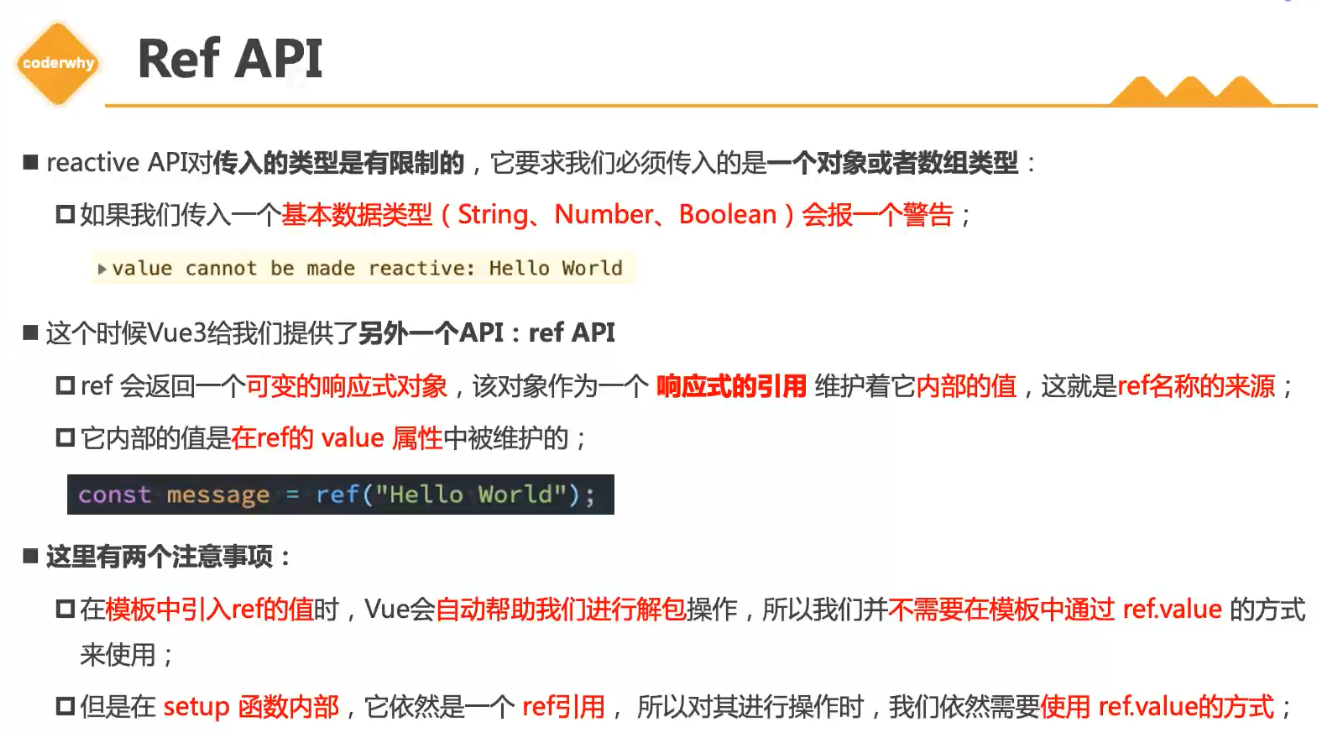 coderwhy
Ref API
■ reactive API对传入的类型是有限制的，它要求我们必须传入的是一个对象或者数组类型：
如果我们传入一个基本数据类型（String、Number、Boolean）会报一个警告；
value cannot be made reactive: Hello World
■ 这个时候Vue3给我们提供了另外一个API：ref API
ref 会返回一个可变的响应式对象，该对象作为一个 响应式的引用 维护着它内部的值，这就是ref名称的来源；
它内部的值是在ref的 value 属性中被维护的；
const message = ref("Hello World");
■ 这里有两个注意事项：
在模板中引入ref的值时，Vue会自动帮助我们进行解包操作，所以我们并不需要在模板中通过 ref.value 的方式
来使用；
但是在 setup 函数内部，它依然是一个 ref引用， 所以对其进行操作时，我们依然需要使用 ref.value的方式；